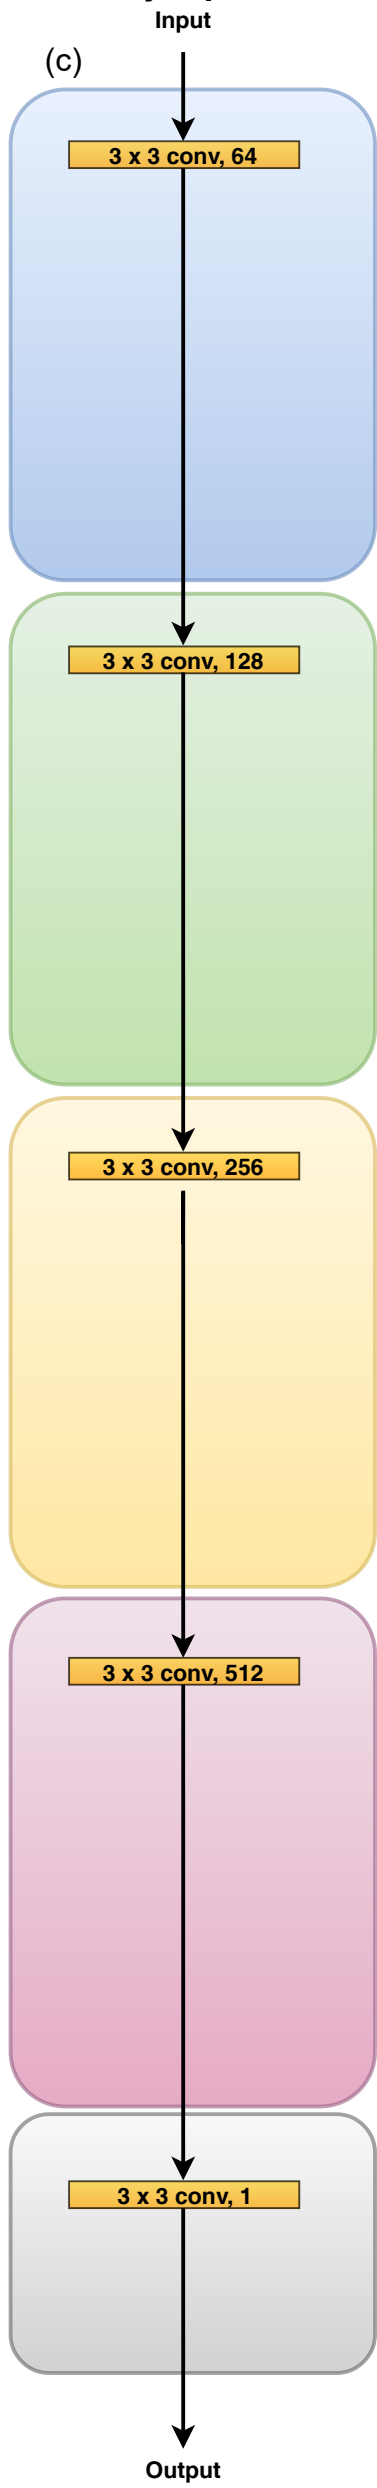 Input
(c)
3 x 3 conv, 64
3 x 3 conv, 128
3 x 3 conv, 256
3 x 3 conv, 512
3 x 3 conv, 1
Output